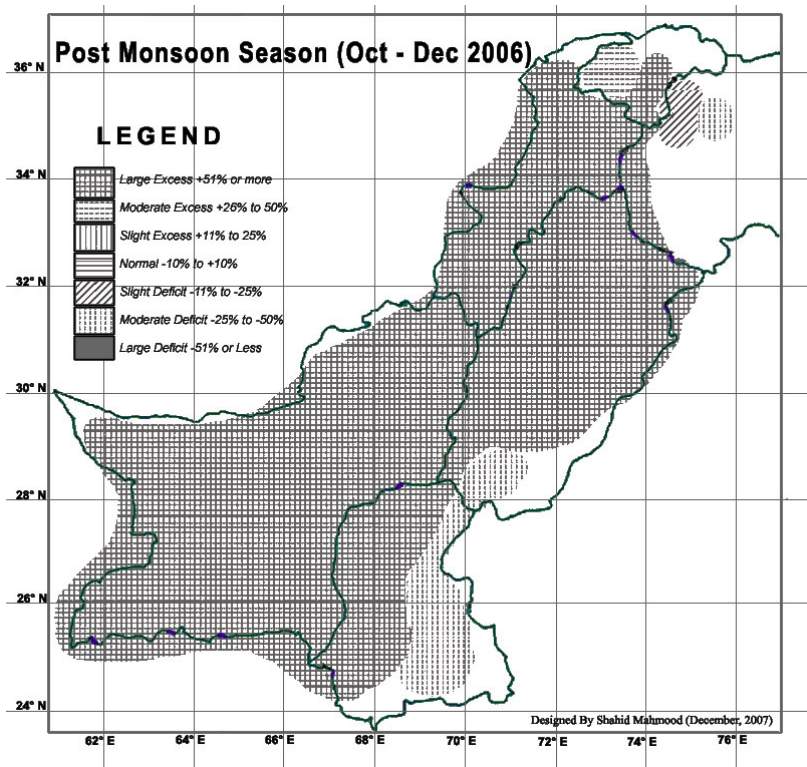 Post Monsoon Season (Oct - Dec 2006)
36° N
LEGEND
Large Excess +51% or more
34° N
Moderate Excess +26% to 50%
Slight Excess +11% to 25%
Normal -10% to +10%
32° N
Slight Deficit -11% to -25%
Moderate Deficit -25% to -50%
Large Deficit -51% or Less
30° N
28° N
26° N
24° N
Designed By Shahid Mahmood (December, 2007)
62° E 64° E 66° E 68° E 70° E 72° E 74° E 76° E